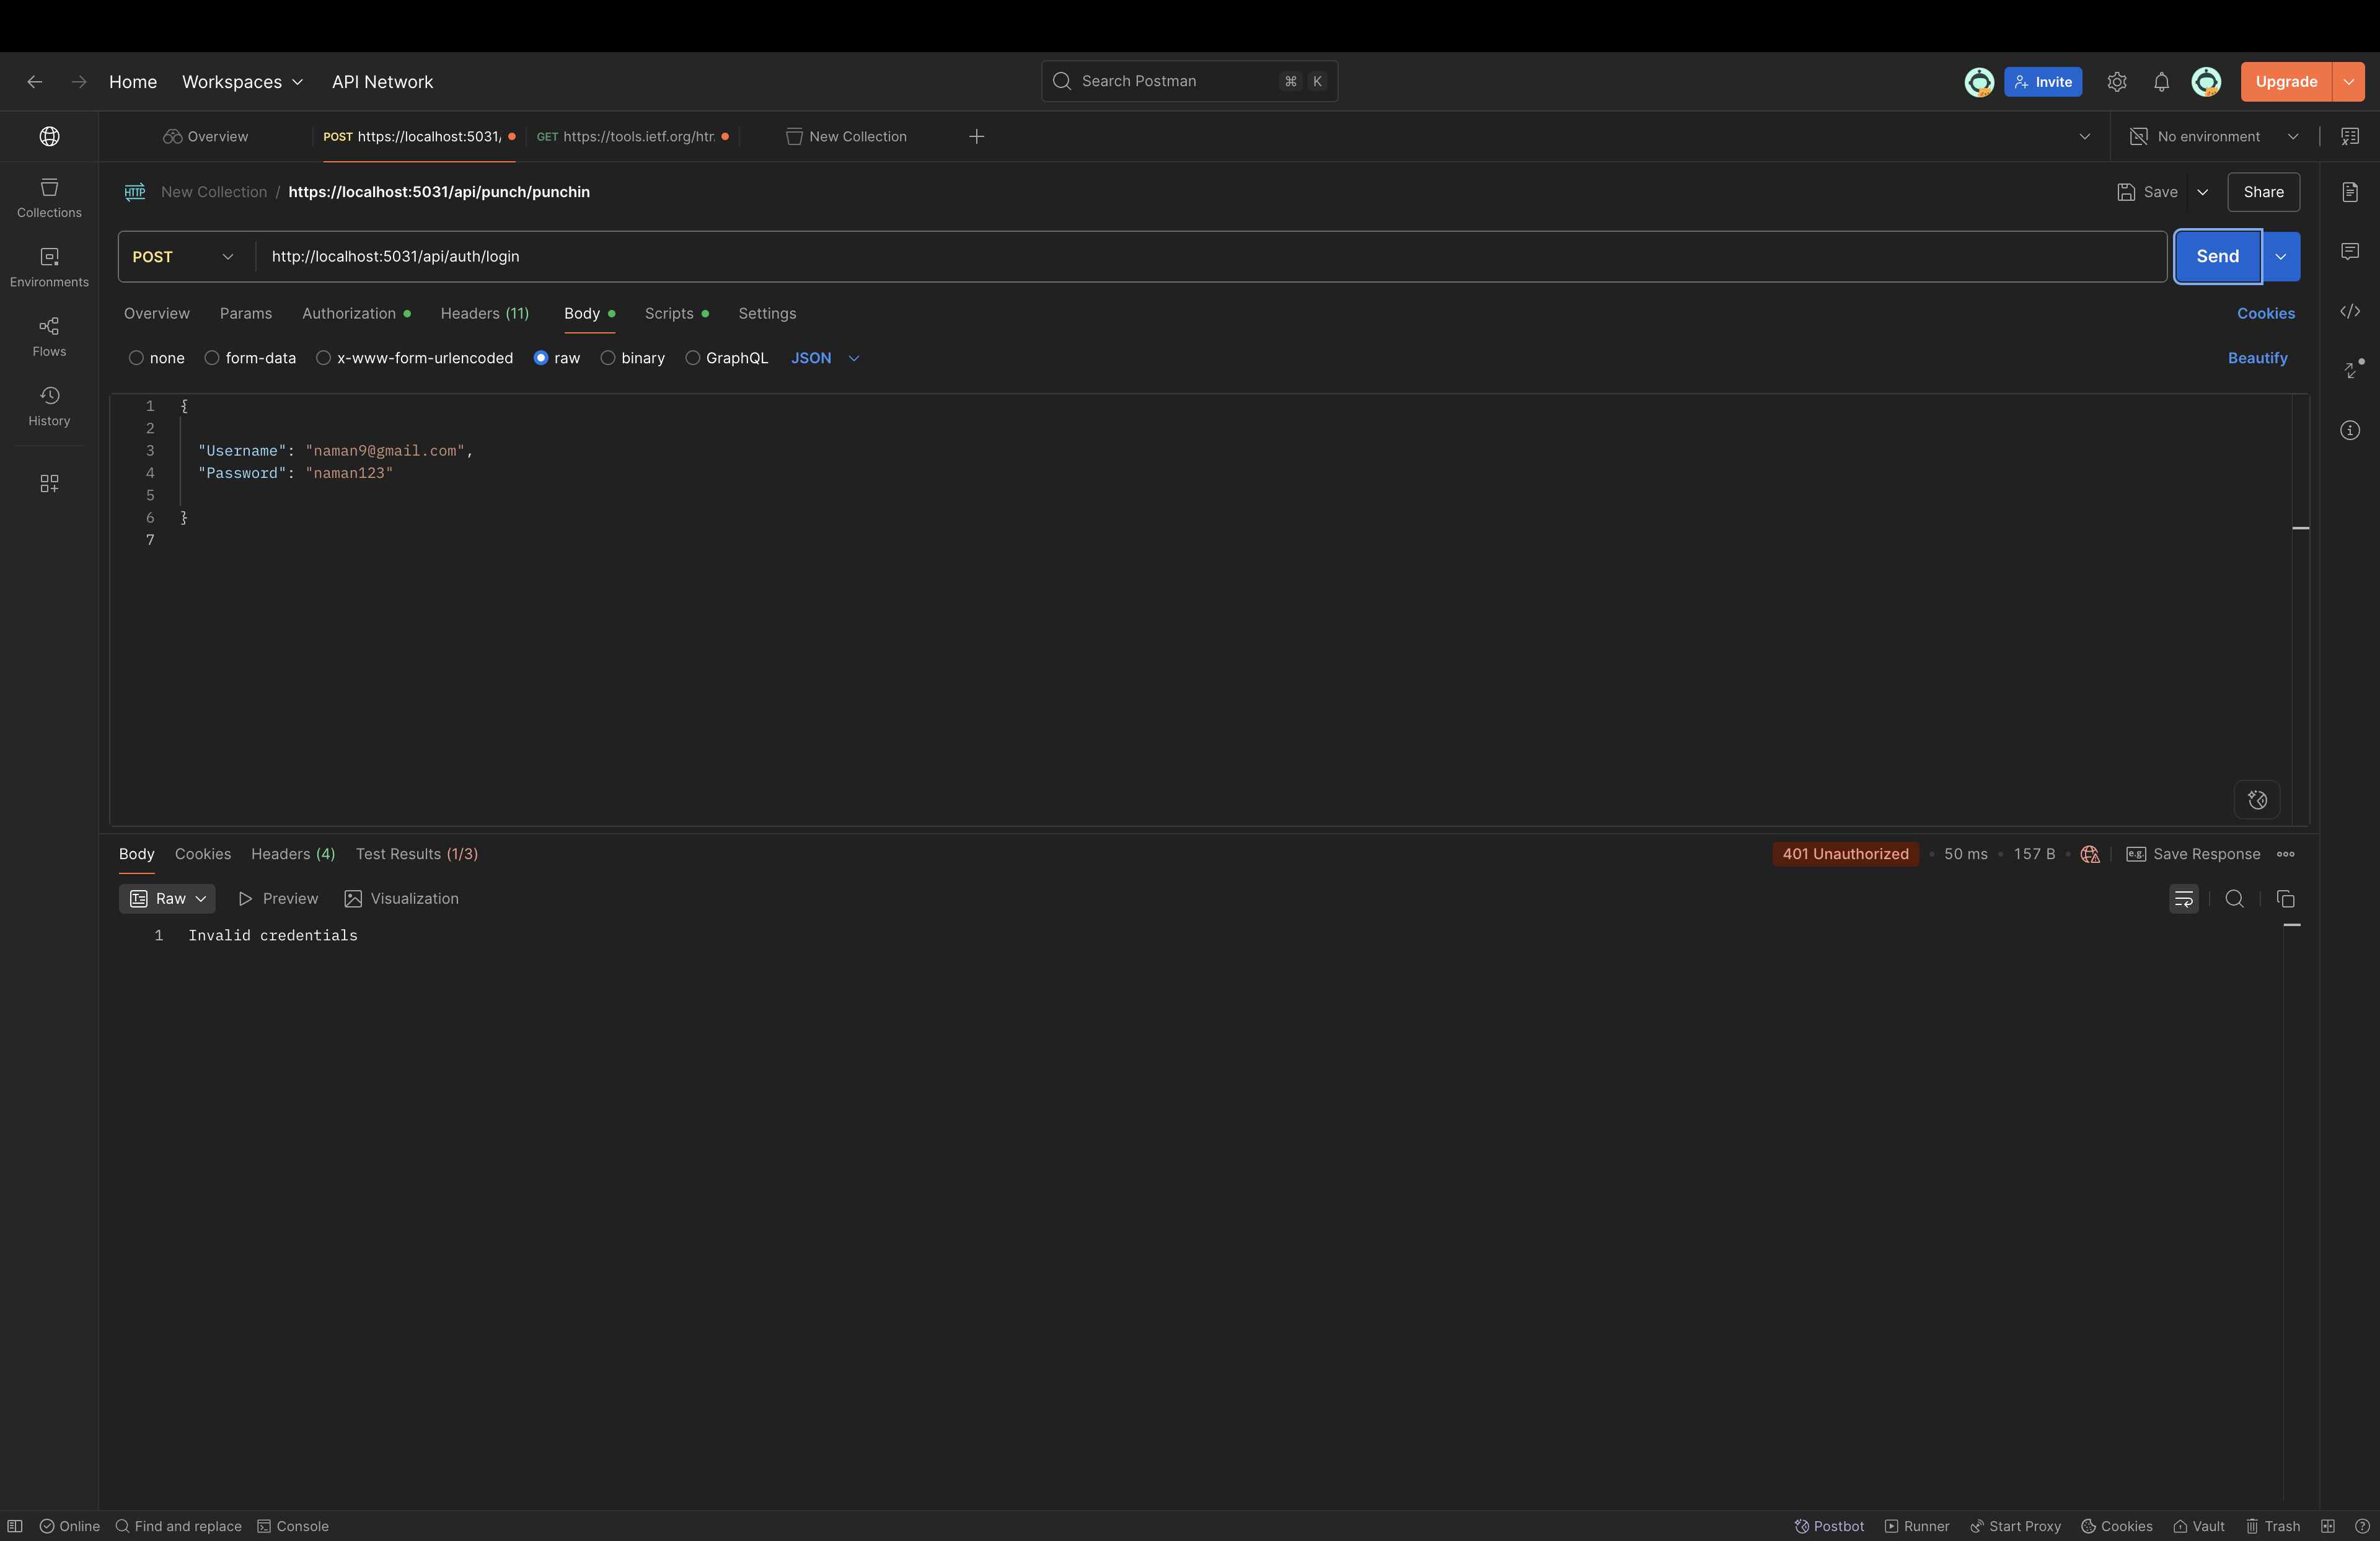 Home Workspaces API Network Search Postman ⌘ K Invite Upgrade
Overview POST https://localhost:5031/ GET https://tools.ietf.org/htr New Collection No environment
HTTP New Collection / https://localhost:5031/api/punch/punchin Save Share
POST http://localhost:5031/api/auth/login Send
Overview Params Authorization Headers (11) Body Scripts Settings Cookies
none form-data x-www-form-urlencoded raw binary GraphQL JSON Beautify
Collections
Environments
Flows
History
1 {
2
3 "Username": "naman9@gmail.com",
4 "Password": "naman123"
5
6 }
7
Body Cookies Headers (4) Test Results (1/3) 401 Unauthorized • 50 ms • 157 B • e.g. Save Response
Raw Preview Visualization
1 Invalid credentials
Online Find and replace Console Postbot Runner Start Proxy Cookies Vault Trash